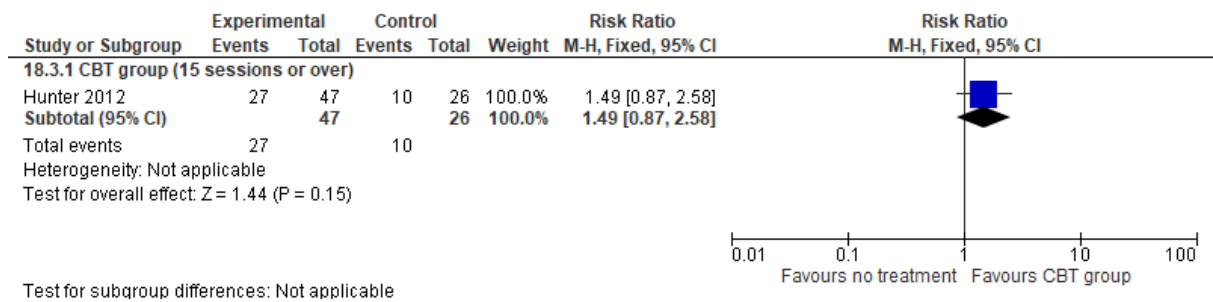 Experimental Control Risk Ratio Risk Ratio
Study or Subgroup Events Total Events Total Weight M-H, Fixed, 95% CI M-H, Fixed, 95% CI
18.3.1 CBT group (15 sessions or over)
Hunter 2012 27 47 10 26 100.0% 1.49 [0.87, 2.58]
Subtotal (95% CI) 47 26 100.0% 1.49 [0.87, 2.58]
Total events 27 10
Heterogeneity: Not applicable
Test for overall effect: Z = 1.44 (P = 0.15)
0.01 0.1 1 10 100
Favours no treatment Favours CBT group
Test for subgroup differences: Not applicable